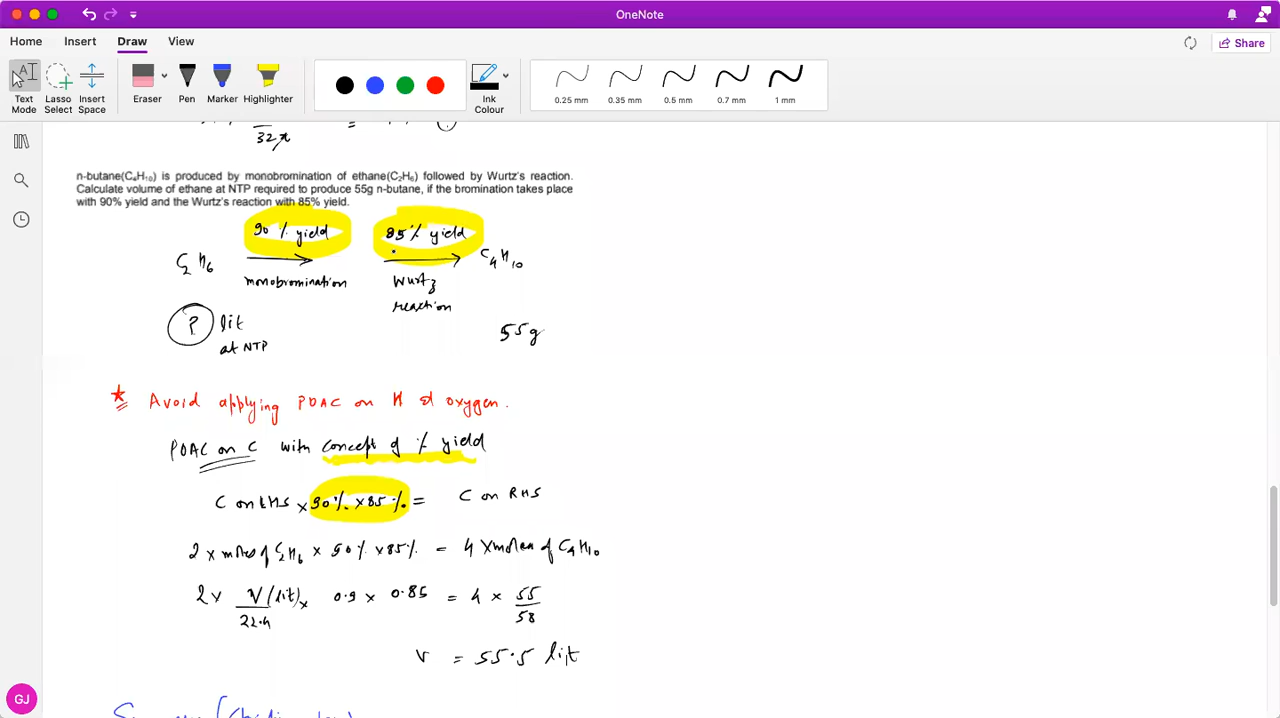 OneNote
Home Insert Draw View
Share
Text Mode
Lasso Select
Insert Space
Eraser
Pen
Marker
Highlighter
Ink Colour
0.25 mm 0.35 mm 0.5 mm 0.7 mm 1 mm
32x
n-butane(C₄H₁₀) is produced by monobromination of ethane(C₂H₆) followed by Wurtz's reaction.
Calculate volume of ethane at NTP required to produce 55g n-butane, if the bromination takes place
with 90% yield and the Wurtz's reaction with 85% yield.
90 % yield 85% yield
C₂H₆ → → C₄H₁₀
monobromination Wurtz
reaction
? lit
at NTP
55g
* Avoid applying POAC on H & oxygen.
POAC on C with concept of % yield
C on LHS × 90% × 85% = C on RHS
2 × moles of C₂H₆ × 90% × 85% = 4 × moles of C₄H₁₀
2 × V(lit)/22.4 × 0.9 × 0.85 = 4 × 55/58
V = 55.5 lit
GJ